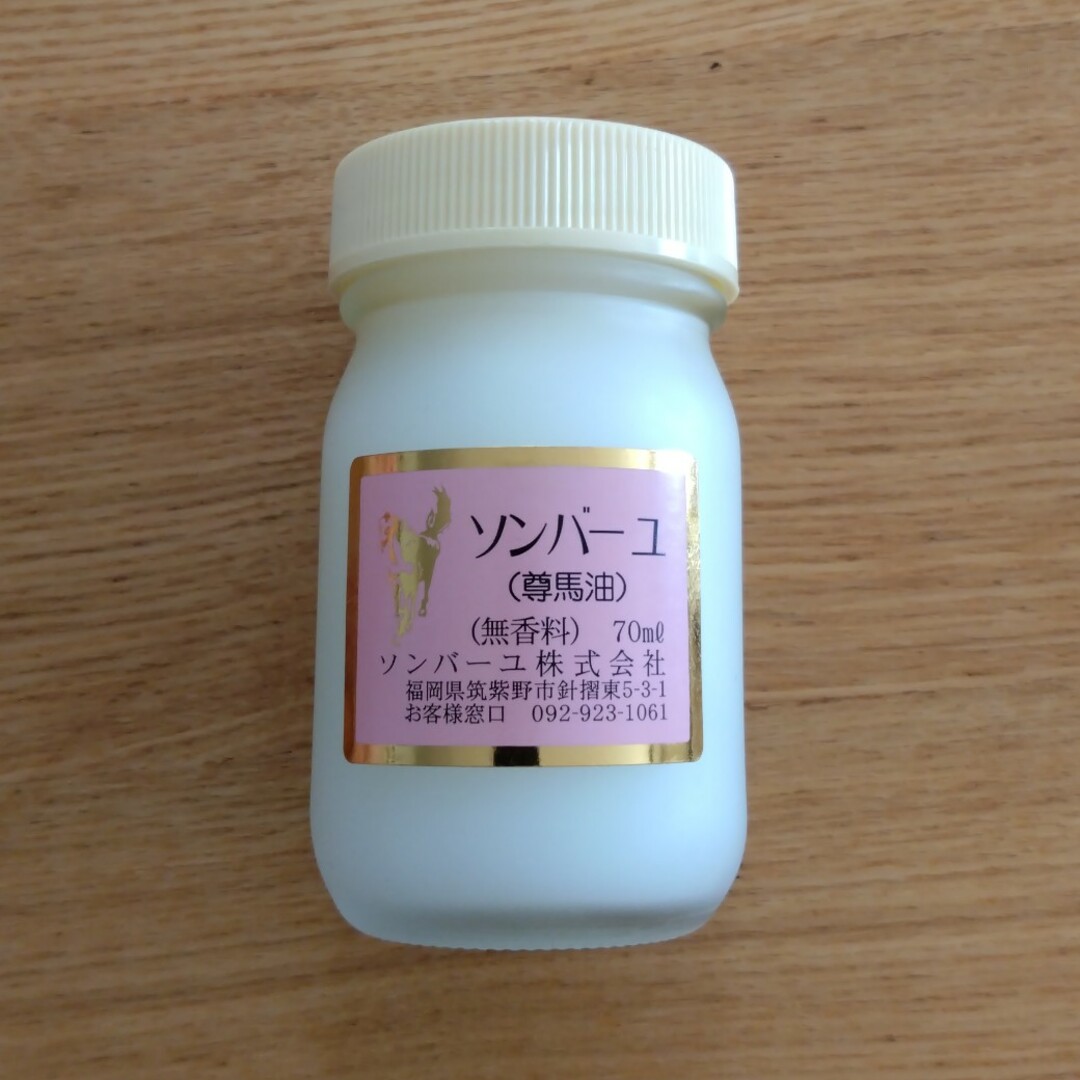 ソンバーユ
(尊馬油)
(無香料) 70mℓ
ソンバーユ株式会社
福岡県筑紫野市針摺東5-3-1
お客様窓口 092-923-1061